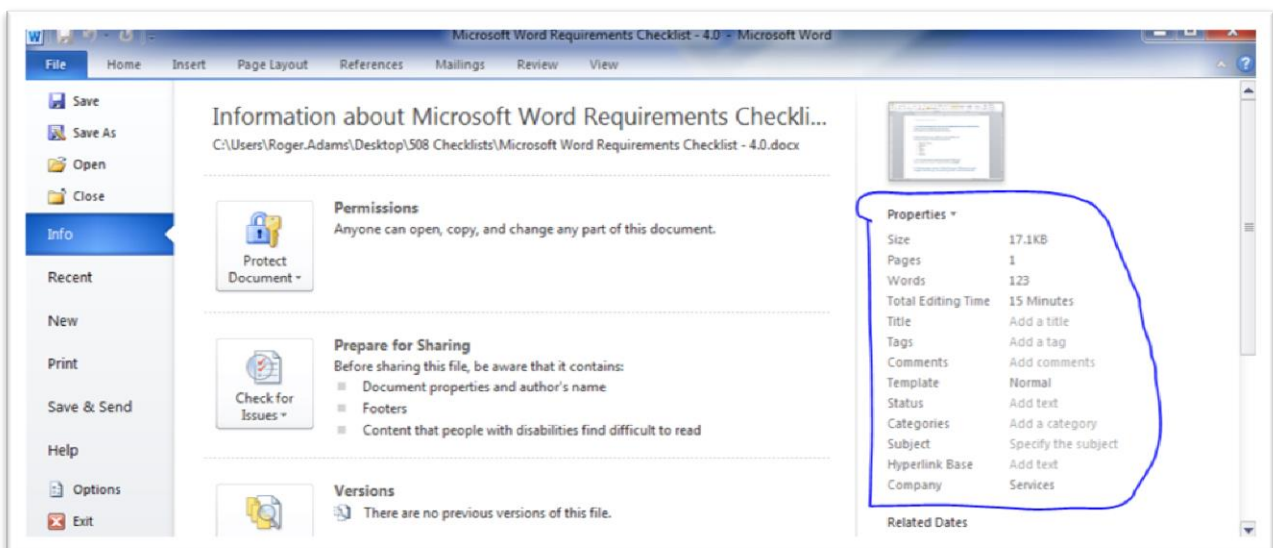 W
Microsoft Word Requirements Checklist - 4.0 - Microsoft Word
File Home Insert Page Layout References Mailings Review View
Save
Save As
Open
Close
Info
Recent
New
Print
Save & Send
Help
Options
Exit
Information about Microsoft Word Requirements Checkli...
C:\Users\Roger.Adams\Desktop\508 Checklists\Microsoft Word Requirements Checklist - 4.0.docx
Protect
Document
Permissions
Anyone can open, copy, and change any part of this document.
Check for
Issues
Prepare for Sharing
Before sharing this file, be aware that it contains:
Document properties and author's name
Footers
Content that people with disabilities find difficult to read
Versions
There are no previous versions of this file.
Properties
Size 17.1KB
Pages 1
Words 123
Total Editing Time 15 Minutes
Title Add a title
Tags Add a tag
Comments Add comments
Template Normal
Status Add text
Categories Add a category
Subject Specify the subject
Hyperlink Base Add text
Company Services
Related Dates